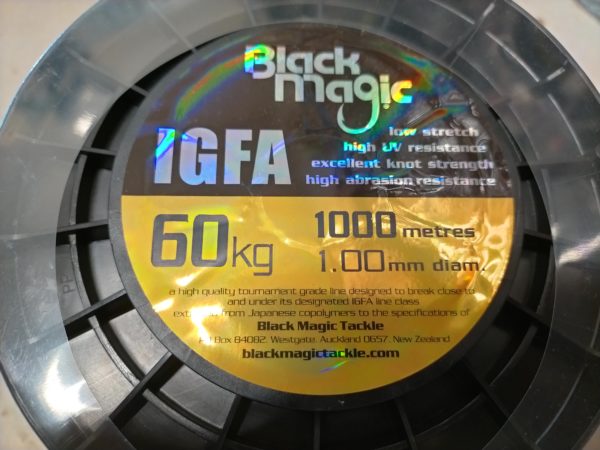 Black
Magic
IGFA
low stretch
high UV resistance
excellent knot strength
high abrasion resistance
60kg
1000 metres
1.00mm diam.
a high quality tournament grade line designed to break close to
and under its designated IGFA line class
extruded from Japanese copolymers to the specifications of
Black Magic Tackle
Box 84082, Westgate, Auckland 0657, New Zealand
blackmagictackle.com